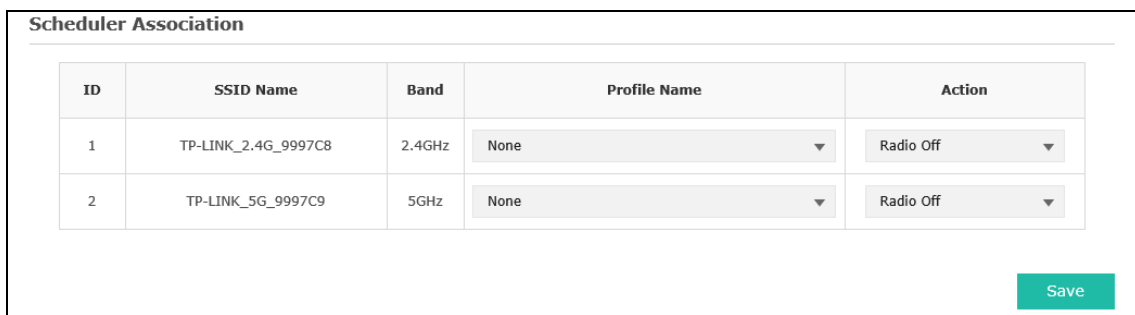 Scheduler Association
ID SSID Name Band Profile Name Action
1 TP-LINK_2.4G_9997C8 2.4GHz None Radio Off
2 TP-LINK_5G_9997C9 5GHz None Radio Off
Save